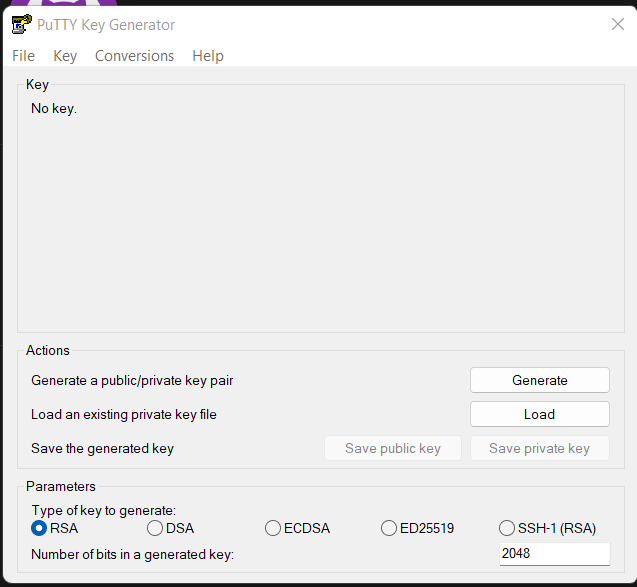 PuTTY Key Generator
File Key Conversions Help
Key
No key.
Actions
Generate a public/private key pair Generate
Load an existing private key file Load
Save the generated key Save public key Save private key
Parameters
Type of key to generate:
RSA DSA ECDSA ED25519 SSH-1 (RSA)
Number of bits in a generated key: 2048